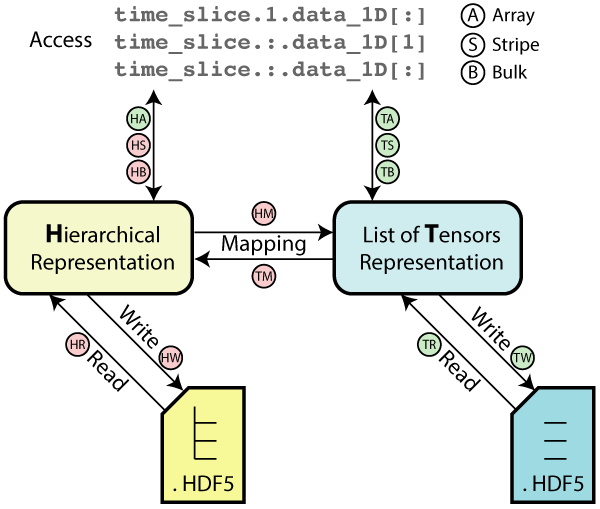 Access
time_slice.1.data_1D[:]
time_slice.:.data_1D[1]
time_slice.:.data_1D[:]
A Array
S Stripe
B Bulk
HA
HS
HB
TA
TS
TB
Hierarchical
Representation
HM
Mapping
TM
List of Tensors
Representation
Write
HW
HR
Read
Write
TW
TR
Read
.HDF5
.HDF5